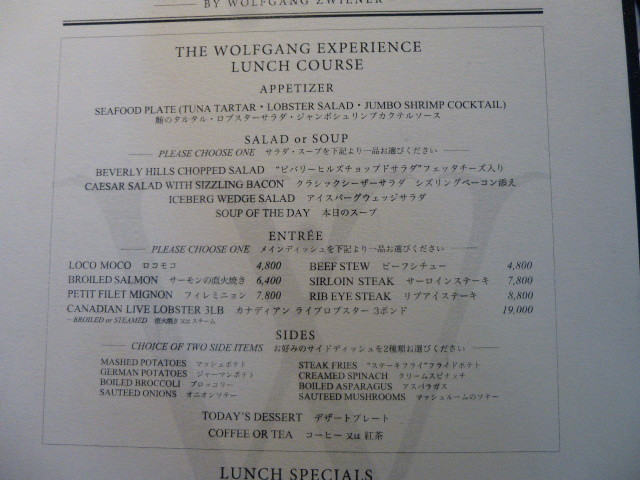 BY WOLFGANG ZWIENER
THE WOLFGANG EXPERIENCE
LUNCH COURSE
APPETIZER
SEAFOOD PLATE (TUNA TARTAR・LOBSTER SALAD・JUMBO SHRIMP COCKTAIL)
鮪のタルタル・ロブスターサラダ・ジャンボシュリンプカクテルソース
SALAD or SOUP
PLEASE CHOOSE ONE サラダ・スープを下記より一品お選びください
BEVERLY HILLS CHOPPED SALAD "ビバリーヒルズチョップドサラダ"フェッタチーズ入り
CAESAR SALAD WITH SIZZLING BACON クラシックシーザーサラダ シズリングベーコン添え
ICEBERG WEDGE SALAD アイスバーグウェッジサラダ
SOUP OF THE DAY 本日のスープ
ENTRÉE
PLEASE CHOOSE ONE メインディッシュを下記より一品お選びください
LOCO MOCO ロコモコ 4,800 BEEF STEW ビーフシチュー 4,800
BROILED SALMON サーモンの直火焼き 6,400 SIRLOIN STEAK サーロインステーキ 7,800
PETIT FILET MIGNON フィレミニョン 7,800 RIB EYE STEAK リブアイステーキ 8,800
CANADIAN LIVE LOBSTER 3LB カナディアン ライブロブスター 3ポンド 19,000
—BROILED or STEAMED 直火焼き 又は スチーム
SIDES
CHOICE OF TWO SIDE ITEMS お好みのサイドディッシュを2種類お選びください
MASHED POTATOES マッシュポテト STEAK FRIES "ステーキフライ"フライドポテト
GERMAN POTATOES ジャーマンポテト CREAMED SPINACH クリームスピナッチ
BOILED BROCCOLI ブロッコリー BOILED ASPARAGUS アスパラガス
SAUTEED ONIONS オニオンソテー SAUTEED MUSHROOMS マッシュルームのソテー
TODAY'S DESSERT デザートプレート
COFFEE OR TEA コーヒー 又は 紅茶
LUNCH SPECIALS